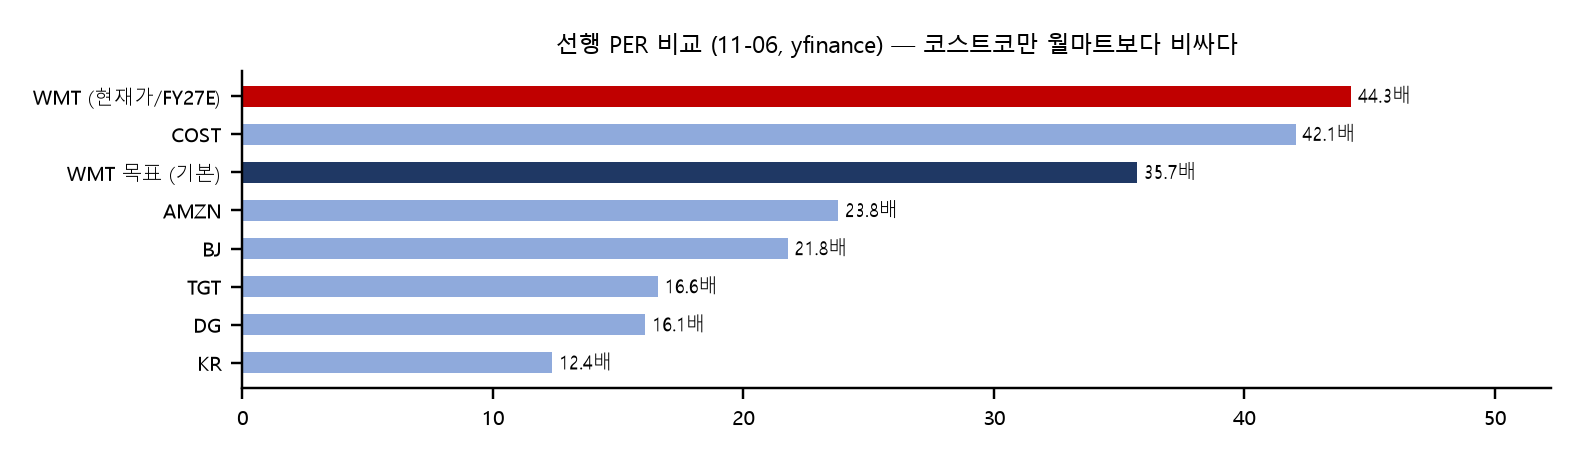 선행 PER 비교 (11-06, yfinance) — 코스트코만 월마트보다 비싸다
WMT (현재가/FY27E) 44.3배
COST 42.1배
WMT 목표 (기본) 35.7배
AMZN 23.8배
BJ 21.8배
TGT 16.6배
DG 16.1배
KR 12.4배
0 10 20 30 40 50